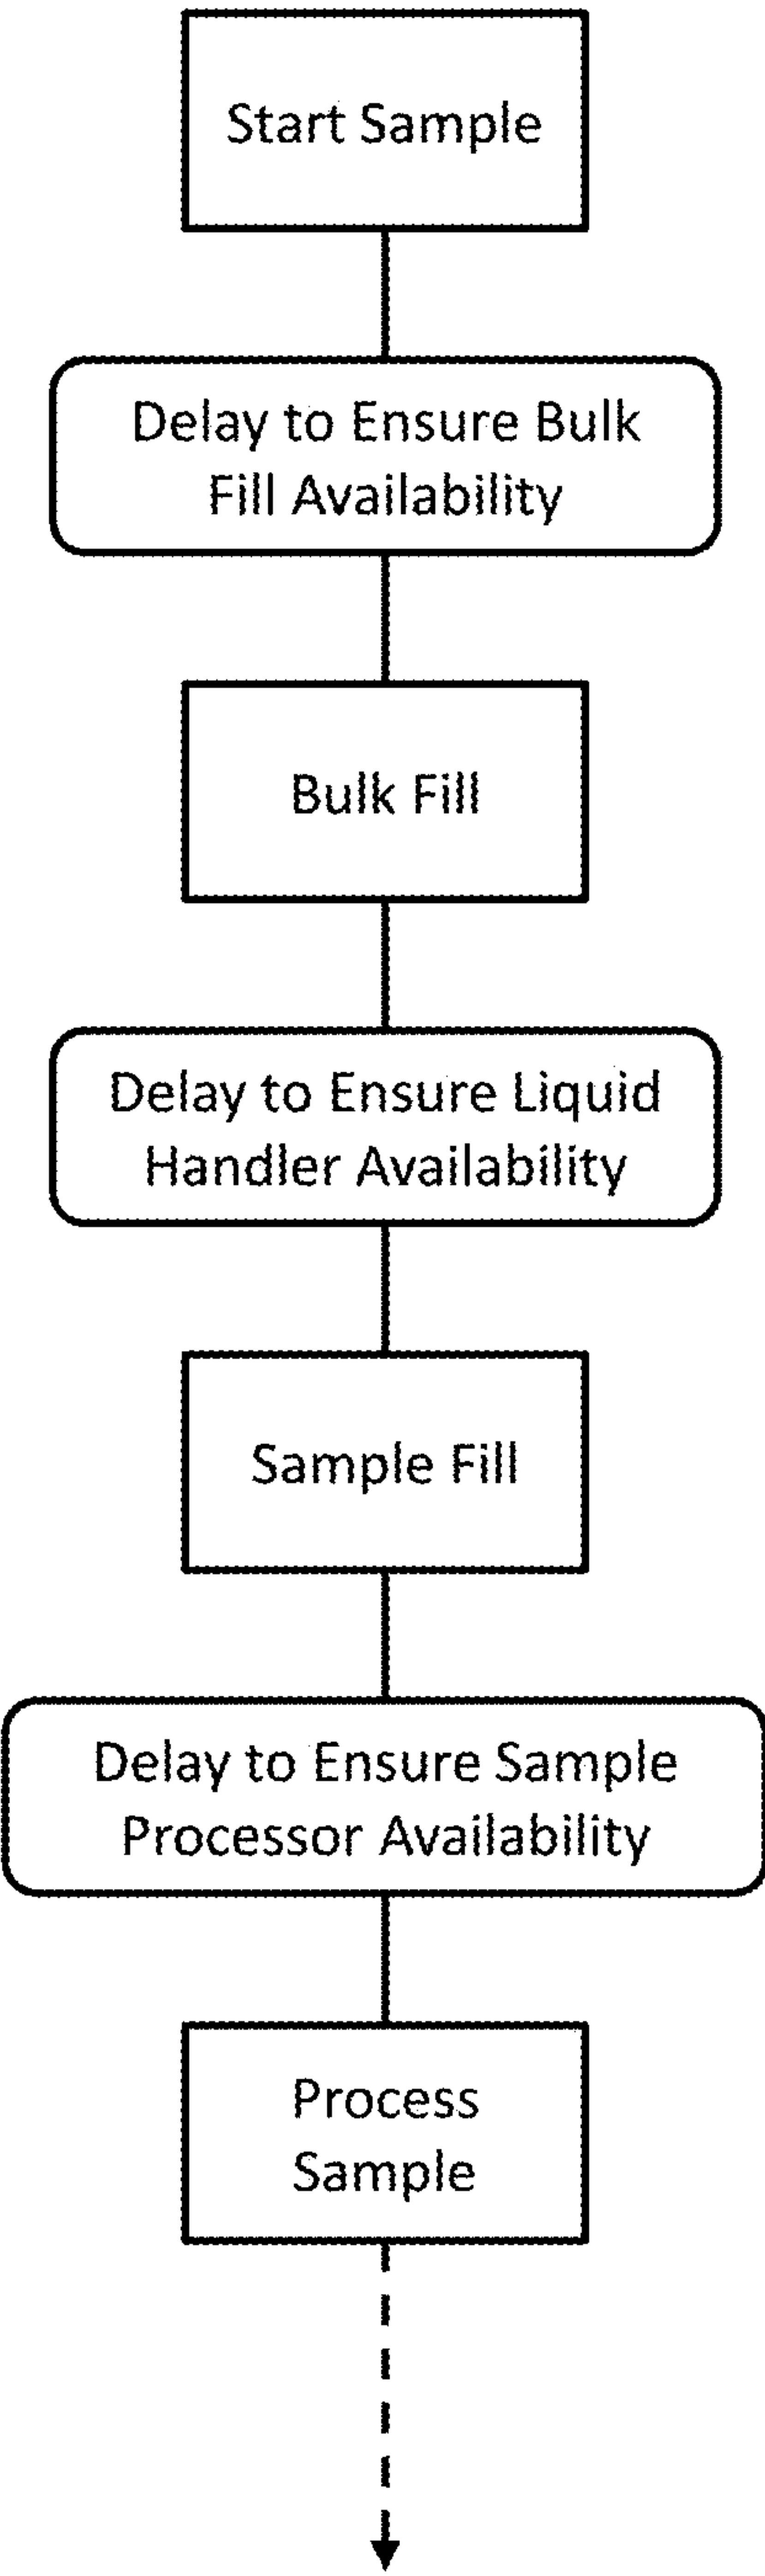 Start Sample
Delay to Ensure Bulk
Fill Availability
Bulk Fill
Delay to Ensure Liquid
Handler Availability
Sample Fill
Delay to Ensure Sample
Processor Availability
Process
Sample